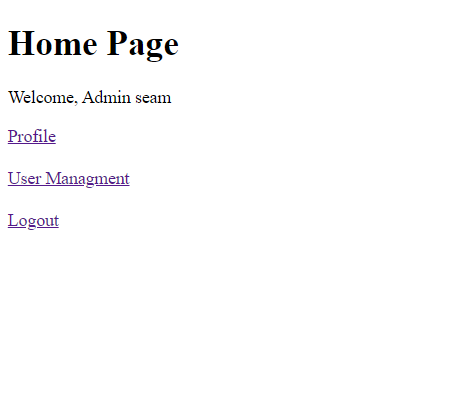 Home Page
Welcome, Admin seam
Profile
User Managment
Logout